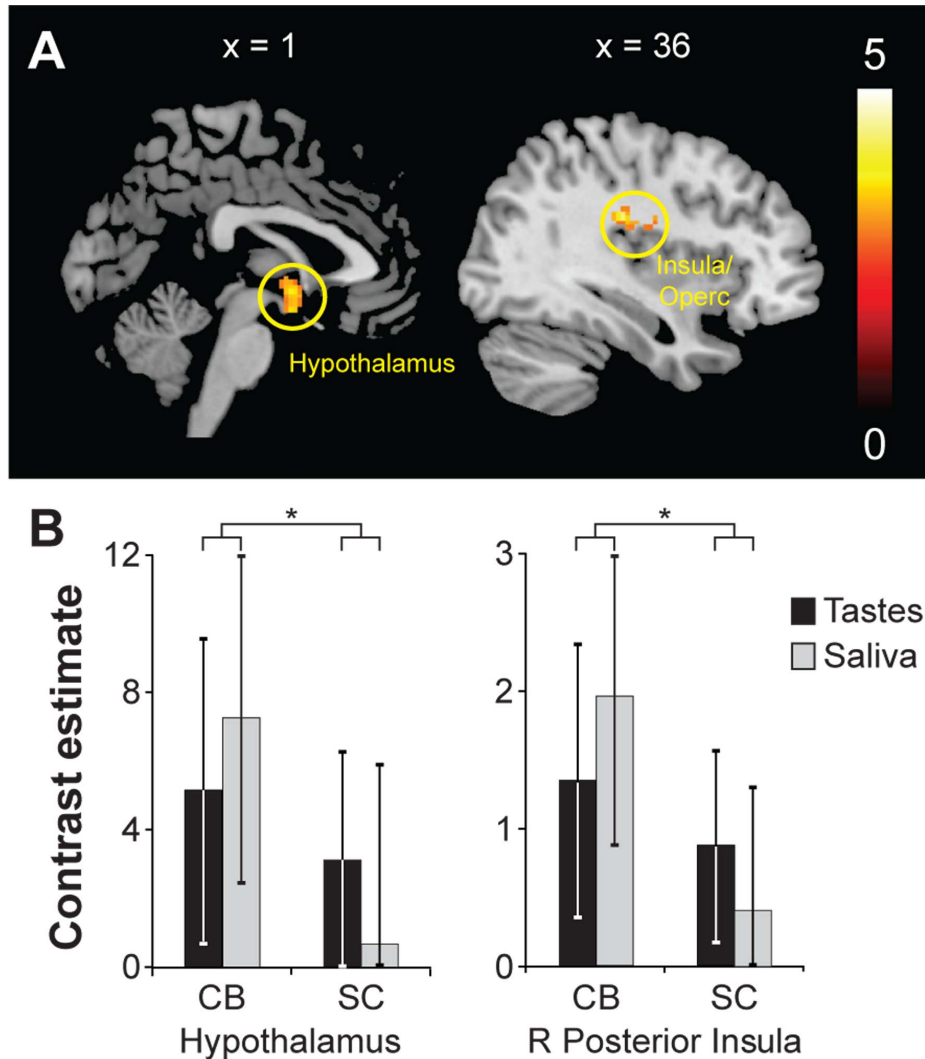 A
x = 1
x = 36
5
0
Hypothalamus
Insula/
Operc
B
*
*
Contrast estimate
12
8
4
0
CB
SC
Hypothalamus
3
2
1
0
CB
SC
R Posterior Insula
Tastes
Saliva